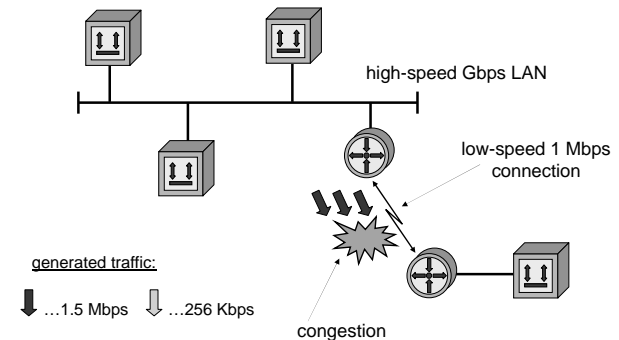 high-speed Gbps LAN
low-speed 1 Mbps
connection
generated traffic:
...1.5 Mbps ...256 Kbps
congestion